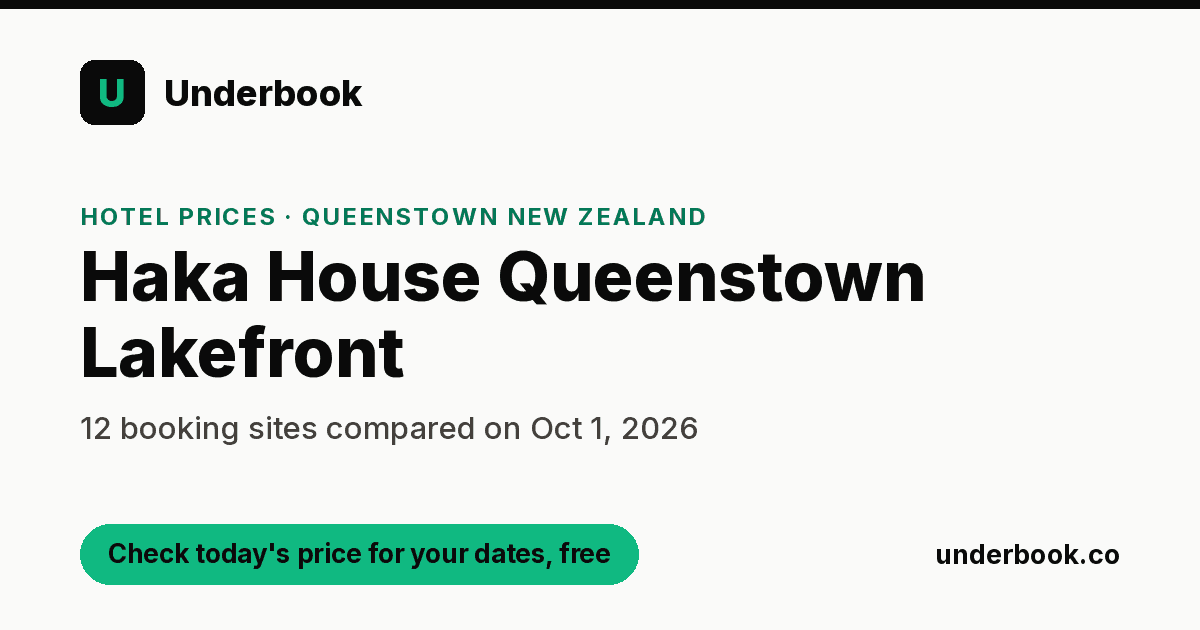 U Underbook
HOTEL PRICES · QUEENSTOWN NEW ZEALAND
Haka House Queenstown
Lakefront
12 booking sites compared on Oct 1, 2026
Check today's price for your dates, free
underbook.co